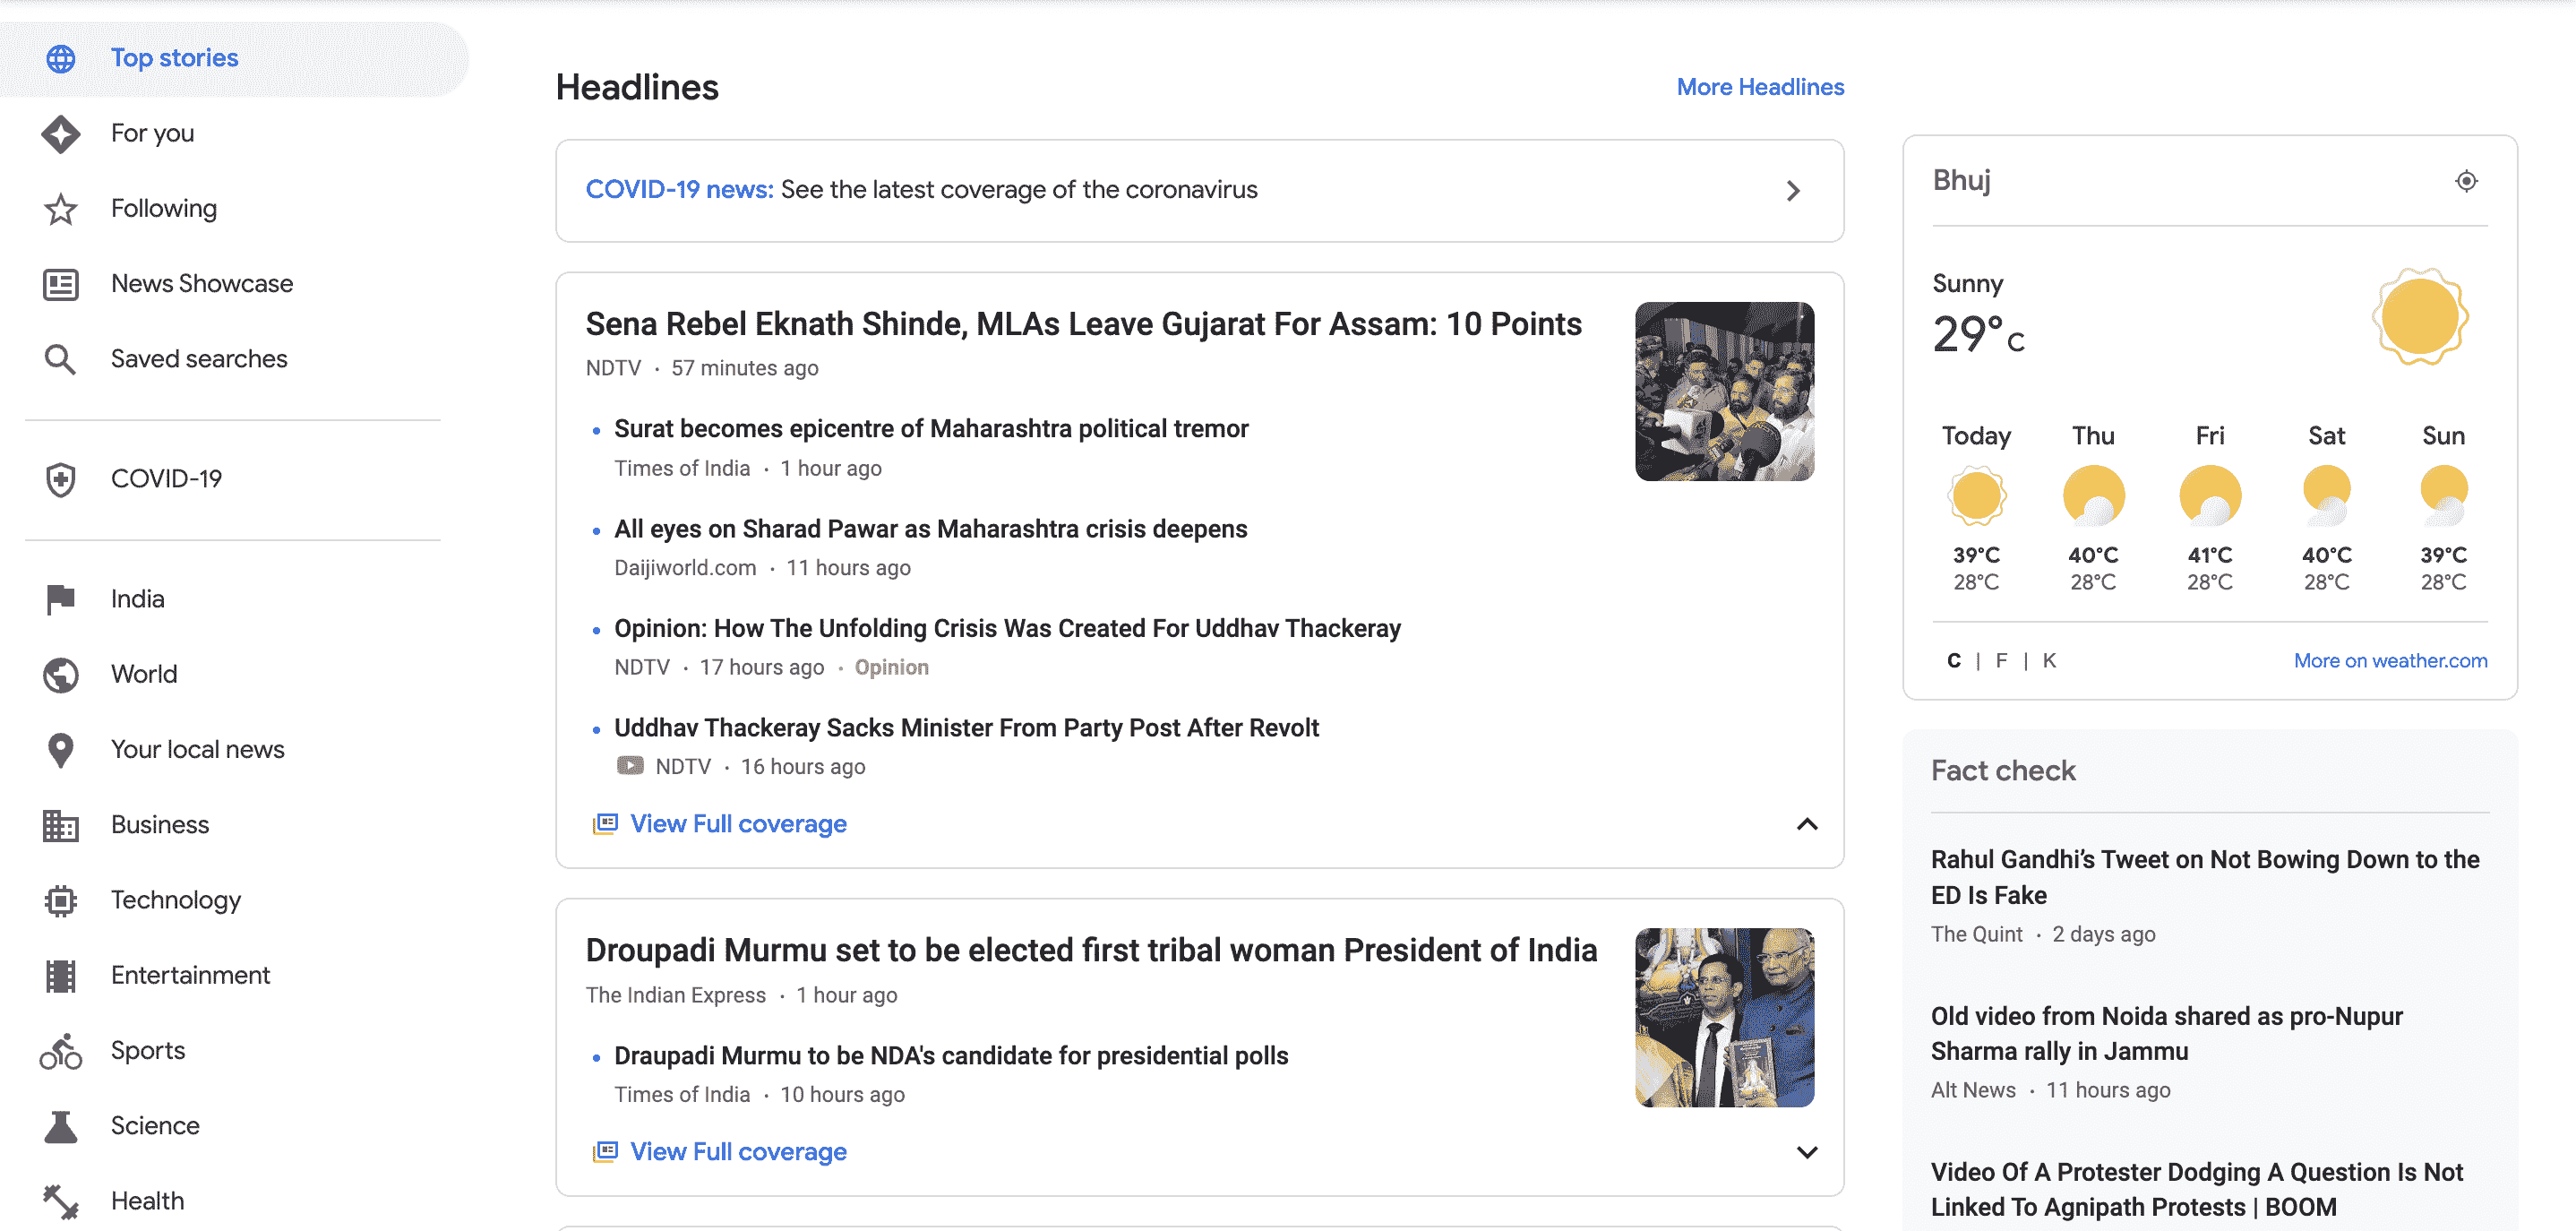 Top stories
For you
Following
News Showcase
Saved searches
COVID-19
India
World
Your local news
Business
Technology
Entertainment
Sports
Science
Health
Headlines
More Headlines
COVID-19 news: See the latest coverage of the coronavirus
Sena Rebel Eknath Shinde, MLAs Leave Gujarat For Assam: 10 Points
NDTV · 57 minutes ago
Surat becomes epicentre of Maharashtra political tremor
Times of India · 1 hour ago
All eyes on Sharad Pawar as Maharashtra crisis deepens
Daijiworld.com · 11 hours ago
Opinion: How The Unfolding Crisis Was Created For Uddhav Thackeray
NDTV · 17 hours ago · Opinion
Uddhav Thackeray Sacks Minister From Party Post After Revolt
NDTV · 16 hours ago
View Full coverage
Droupadi Murmu set to be elected first tribal woman President of India
The Indian Express · 1 hour ago
Draupadi Murmu to be NDA's candidate for presidential polls
Times of India · 10 hours ago
View Full coverage
Bhuj
Sunny
29°C
Today Thu Fri Sat Sun
39°C 40°C 41°C 40°C 39°C
28°C 28°C 28°C 28°C 28°C
C | F | K More on weather.com
Fact check
Rahul Gandhi’s Tweet on Not Bowing Down to the
ED Is Fake
The Quint · 2 days ago
Old video from Noida shared as pro-Nupur
Sharma rally in Jammu
Alt News · 11 hours ago
Video Of A Protester Dodging A Question Is Not
Linked To Agnipath Protests | BOOM